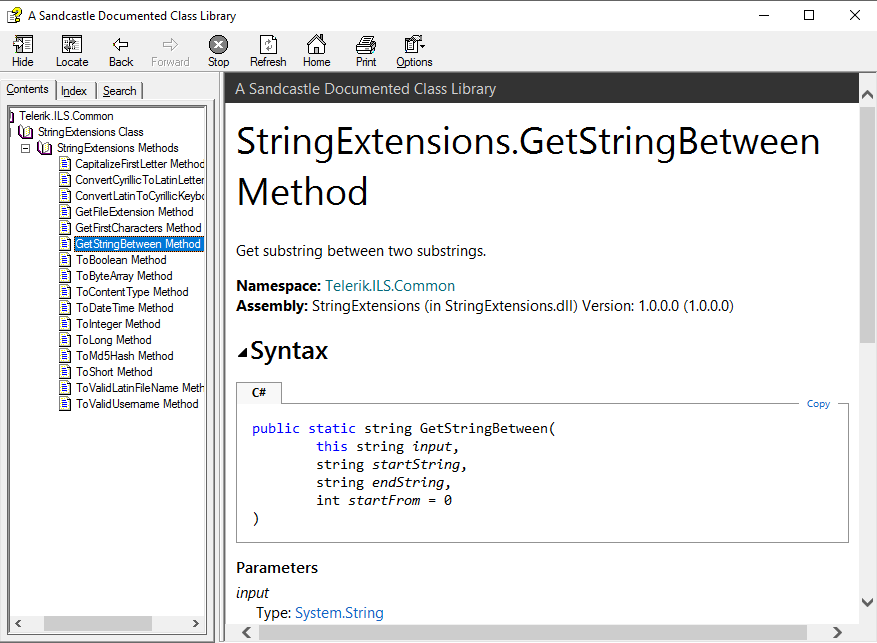 A Sandcastle Documented Class Library
Hide Locate Back Forward Stop Refresh Home Print Options
Contents Index Search
Telerik.ILS.Common
StringExtensions Class
StringExtensions Methods
CapitalizeFirstLetter Method
ConvertCyrillicToLatinLetter
ConvertLatinToCyrillicKeybo
GetFileExtension Method
GetFirstCharacters Method
GetStringBetween Method
ToBoolean Method
ToByteArray Method
ToContentType Method
ToDateTime Method
ToInteger Method
ToLong Method
ToMd5Hash Method
ToShort Method
ToValidLatinFileName Meth
ToValidUsername Method
A Sandcastle Documented Class Library
StringExtensions.GetStringBetween
Method
Get substring between two substrings.
Namespace: Telerik.ILS.Common
Assembly: StringExtensions (in StringExtensions.dll) Version: 1.0.0.0 (1.0.0.0)
Syntax
C#
Copy
public static string GetStringBetween(
this string input,
string startString,
string endString,
int startFrom = 0
)
Parameters
input
Type: System.String